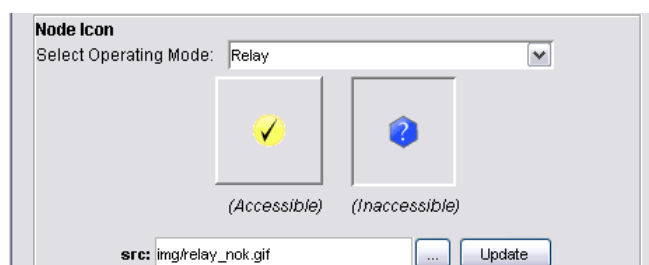 Node Icon
Select Operating Mode: Relay
?
(Accessible) (Inaccessible)
src: img/relay_nok.gif ... Update